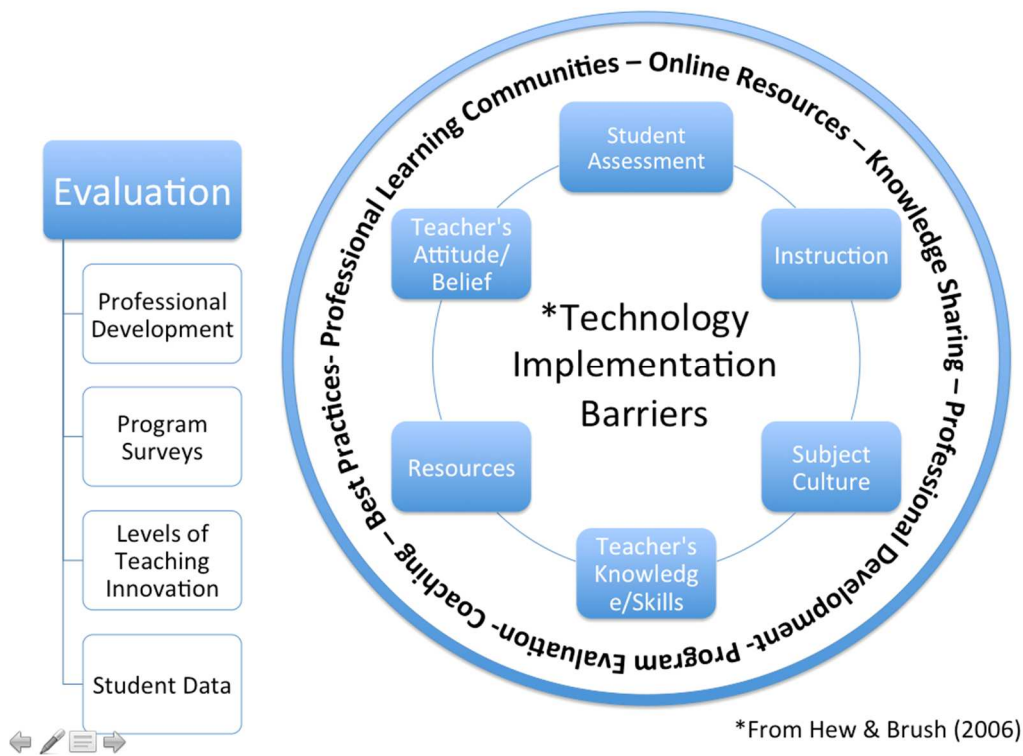 Evaluation
Professional
Development
Program
Surveys
Levels of
Teaching
Innovation
Student Data
Best Practices- Professional Learning Communities – Online Resources – Knowledge Sharing – Professional Development- Program Evaluation -Coaching –
Student
Assessment
Instruction
Subject
Culture
Teacher's
Knowledg
e/Skills
Resources
Teacher's
Attitude/
Belief
*Technology
Implementation
Barriers
*From Hew & Brush (2006)